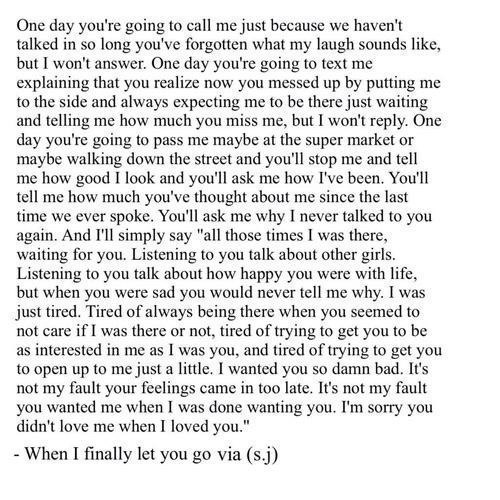 One day you're going to call me just because we haven't
talked in so long you've forgotten what my laugh sounds like,
but I won't answer. One day you're going to text me
explaining that you realize now you messed up by putting me
to the side and always expecting me to be there just waiting
and telling me how much you miss me, but I won't reply. One
day you're going to pass me maybe at the super market or
maybe walking down the street and you'll stop me and tell
me how good I look and you'll ask me how I've been. You'll
tell me how much you've thought about me since the last
time we ever spoke. You'll ask me why I never talked to you
again. And I'll simply say "all those times I was there,
waiting for you. Listening to you talk about other girls.
Listening to you talk about how happy you were with life,
but when you were sad you would never tell me why. I was
just tired. Tired of always being there when you seemed to
not care if I was there or not, tired of trying to get you to be
as interested in me as I was you, and tired of trying to get you
to open up to me just a little. I wanted you so damn bad. It's
not my fault your feelings came in too late. It's not my fault
you wanted me when I was done wanting you. I'm sorry you
didn't love me when I loved you."
- When I finally let you go via (s.j)